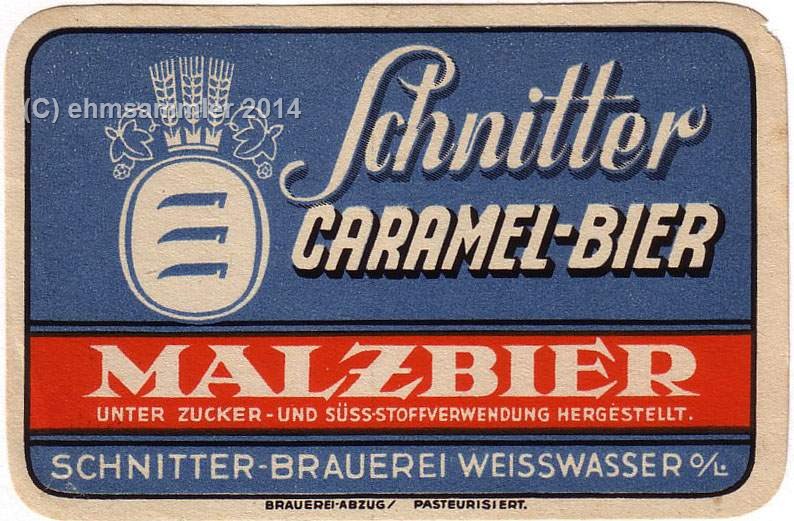 (C) ehmsammler 2014
Schnitter
CARAMEL-BIER
MALZBIER
UNTER ZUCKER-UND SÜSS-STOFFVERWENDUNG HERGESTELLT.
SCHNITTER-BRAUEREI WEISSWASSER O/L.
BRAUEREI-ABZUG/ PASTEURISIERT.